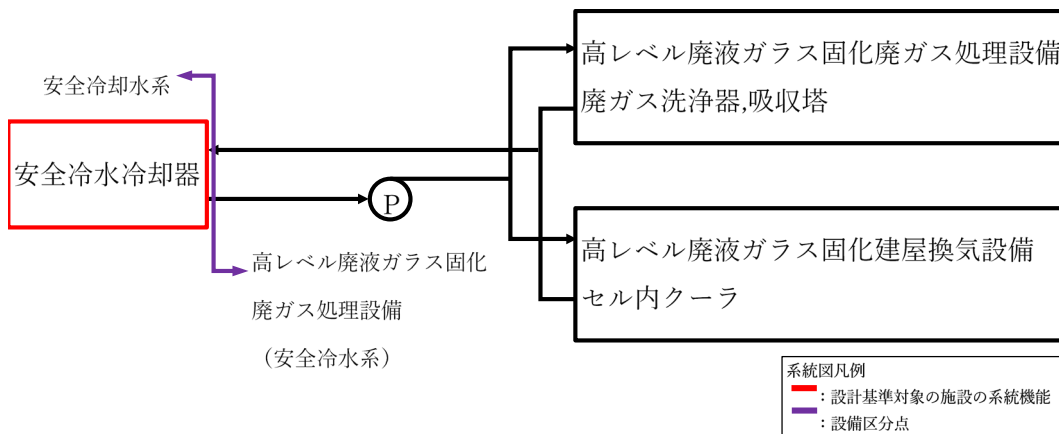 高レベル廃液ガラス固化廃ガス処理設備
廃ガス洗浄器,吸収塔
安全冷却水系
安全冷水冷却器
P
高レベル廃液ガラス固化
廃ガス処理設備
（安全冷水系）
高レベル廃液ガラス固化建屋換気設備
セル内クーラ
系統図凡例
：設計基準対象の施設の系統機能
：設備区分点